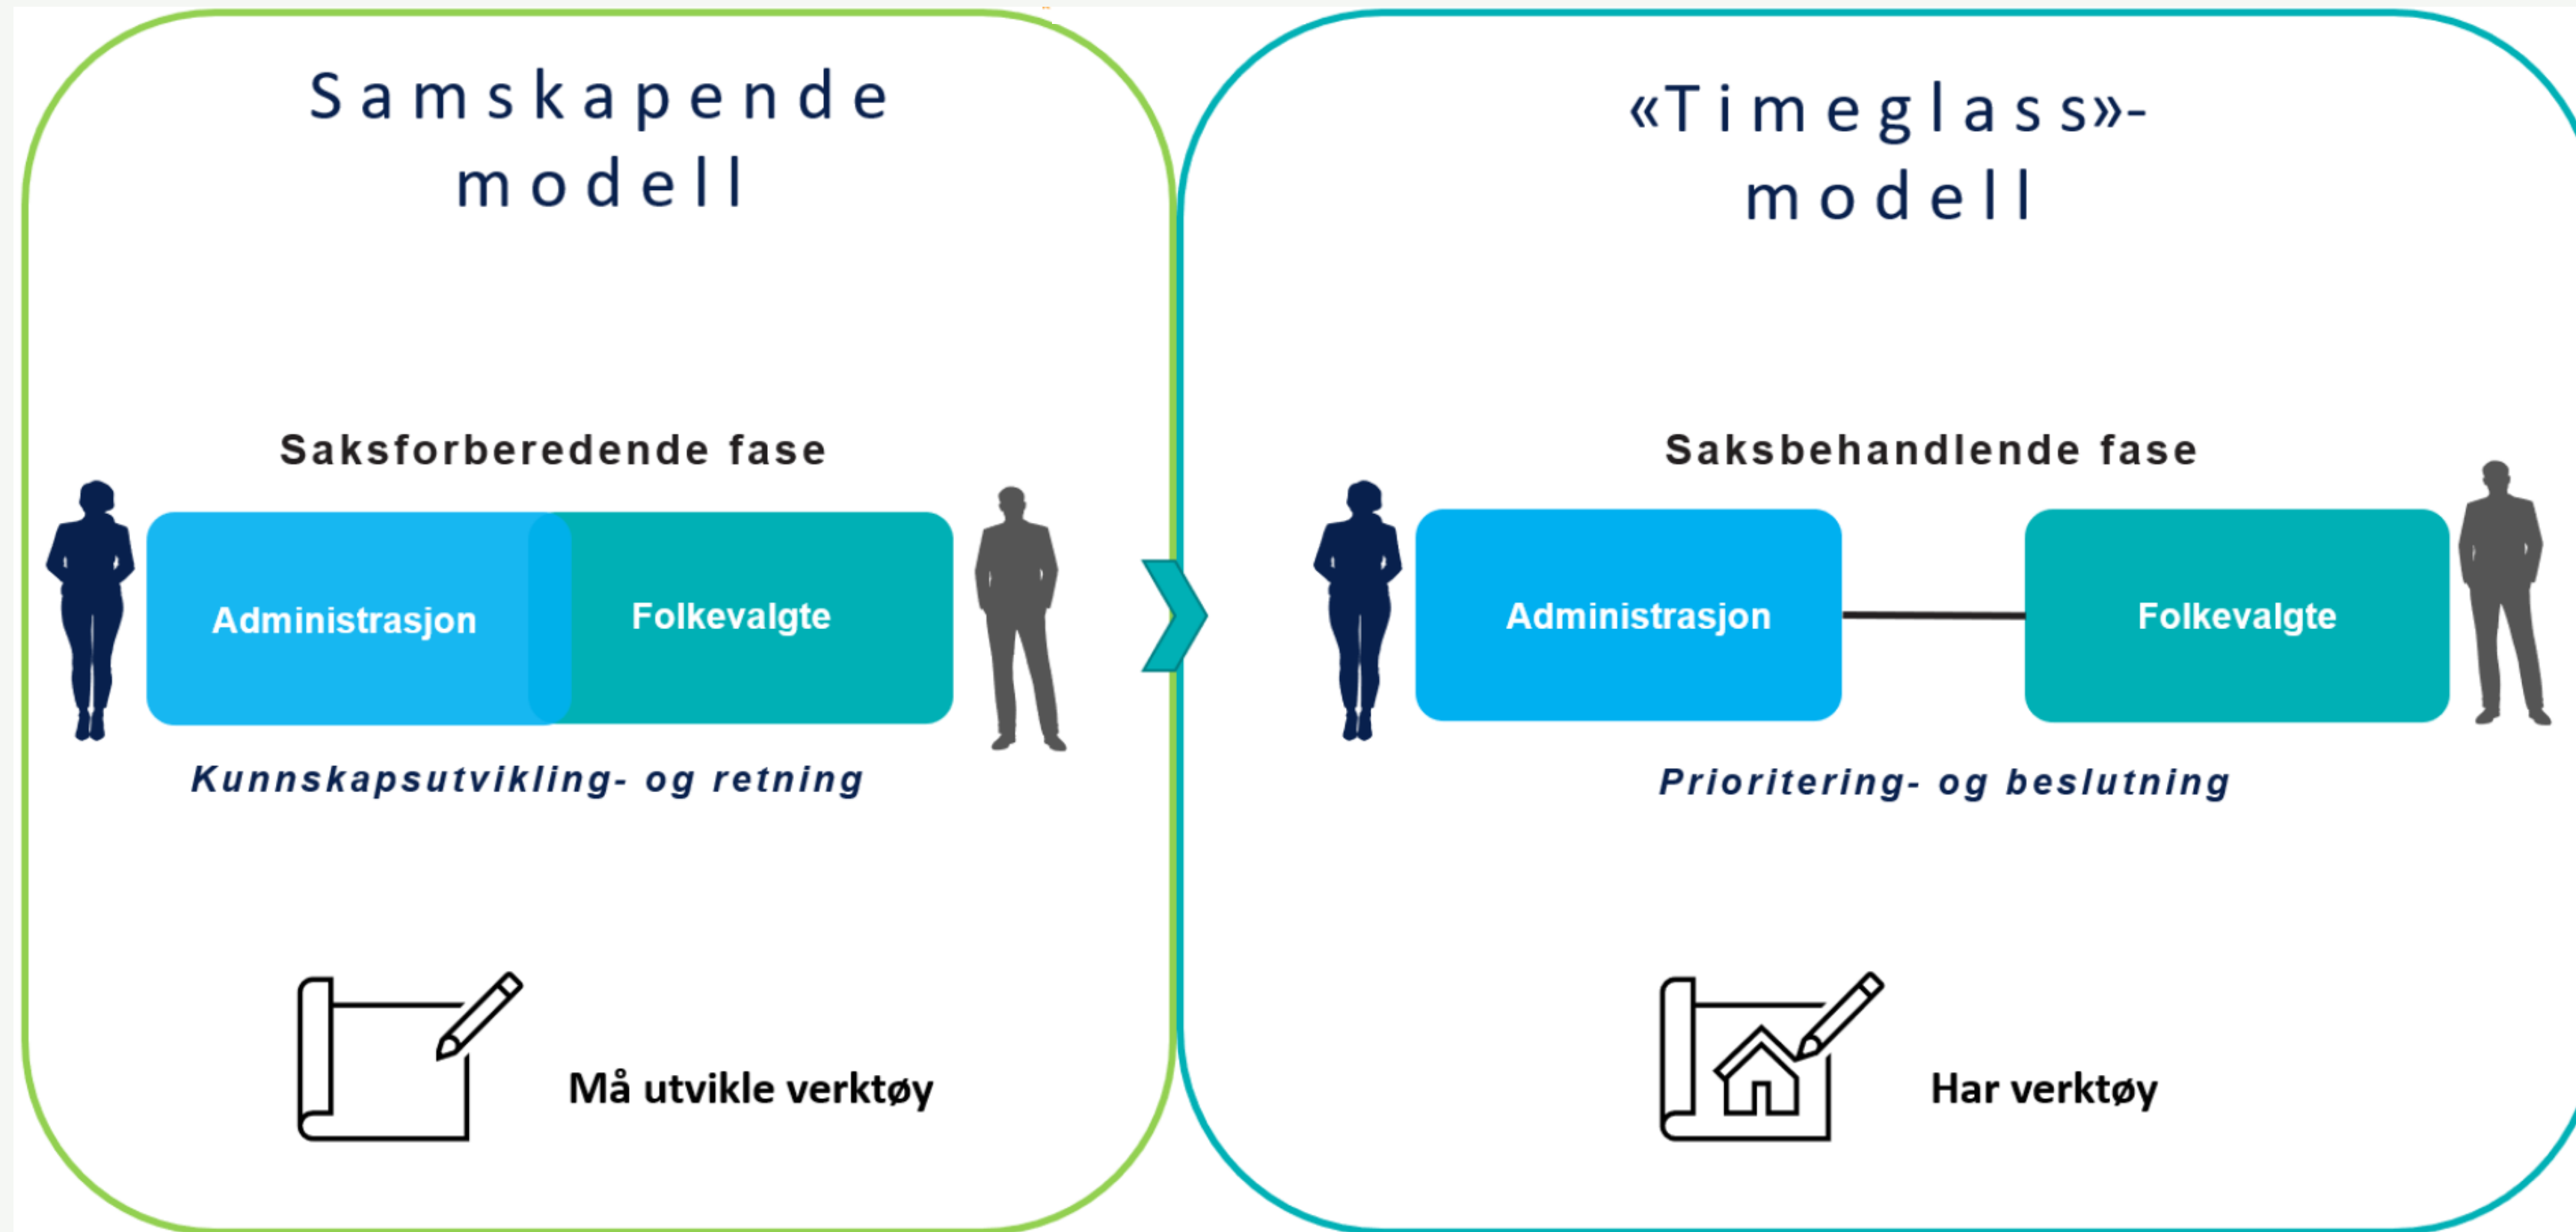 Samskapende
modell
Saksforberedende fase
Administrasjon
Folkevalgte
Kunnskapsutvikling- og retning
Må utvikle verktøy
«Timeglass»-
modell
Saksbehandlende fase
Administrasjon
Folkevalgte
Prioritering- og beslutning
Har verktøy